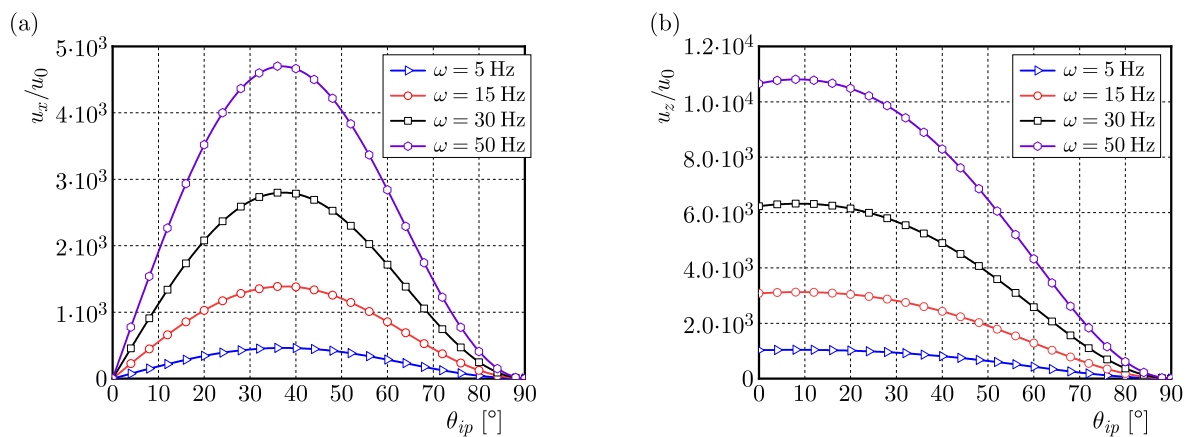 (a)
u_x/u_0
5·10³
4·10³
3·10³
2·10³
1·10³
0
0 10 20 30 40 50 60 70 80 90
θ_ip [°]
ω = 5 Hz
ω = 15 Hz
ω = 30 Hz
ω = 50 Hz
(b)
u_z/u_0
1.2·10⁴
1.0·10⁴
8.0·10³
6.0·10³
4.0·10³
2.0·10³
0
0 10 20 30 40 50 60 70 80 90
θ_ip [°]
ω = 5 Hz
ω = 15 Hz
ω = 30 Hz
ω = 50 Hz